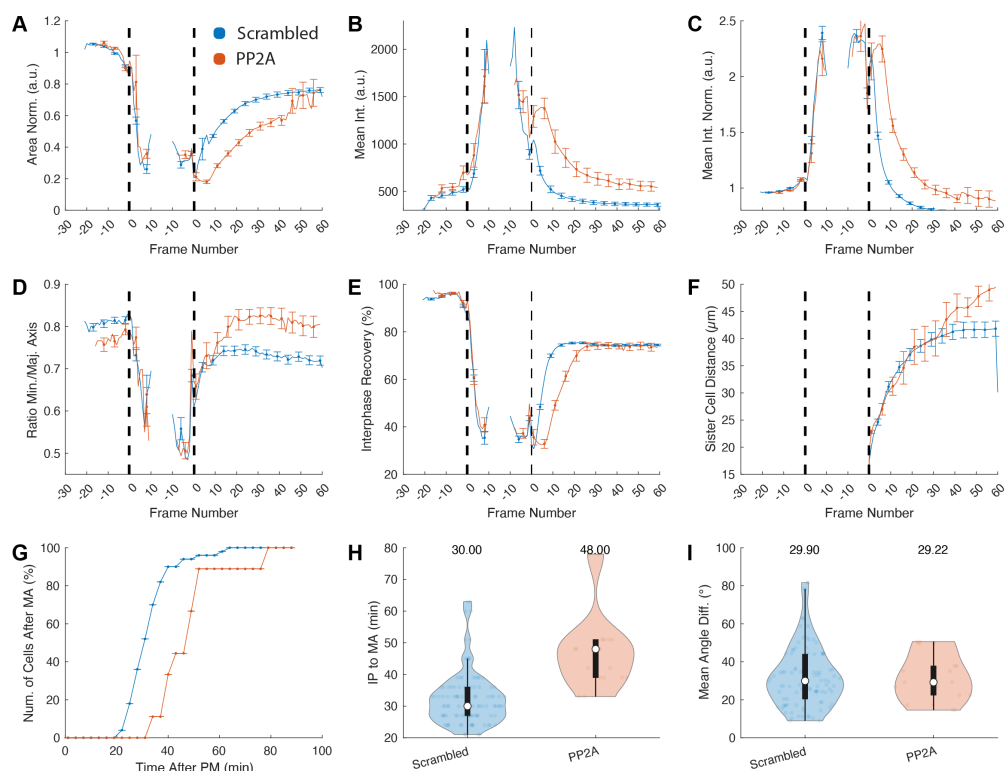 A
Area Norm. (a.u.)
1.2
1
0.8
0.6
0.4
0.2
0
-30 -20 -10 0 10 -10 0 10 20 30 40 50 60
Frame Number
Scrambled
PP2A
B
Mean Int. (a.u.)
2000
1500
1000
500
-30 -20 -10 0 10 -10 0 10 20 30 40 50 60
Frame Number
C
Mean Int. Norm. (a.u.)
2.5
2
1.5
1
-30 -20 -10 0 10 -10 0 10 20 30 40 50 60
Frame Number
D
Ratio Min./Maj. Axis
0.9
0.8
0.7
0.6
0.5
-30 -20 -10 0 10 -10 0 10 20 30 40 50 60
Frame Number
E
Interphase Recovery (%)
100
80
60
40
20
-30 -20 -10 0 10 -10 0 10 20 30 40 50 60
Frame Number
F
Sister Cell Distance (µm)
50
45
40
35
30
25
20
15
-30 -20 -10 0 10 -10 0 10 20 30 40 50 60
Frame Number
G
Num. of Cells After MA (%)
100
80
60
40
20
0
0 20 40 60 80 100
Time After PM (min)
H
IP to MA (min)
80
70
60
50
40
30
20
30.00 48.00
Scrambled PP2A
I
Mean Angle Diff. (°)
100
80
60
40
20
0
29.90 29.22
Scrambled PP2A